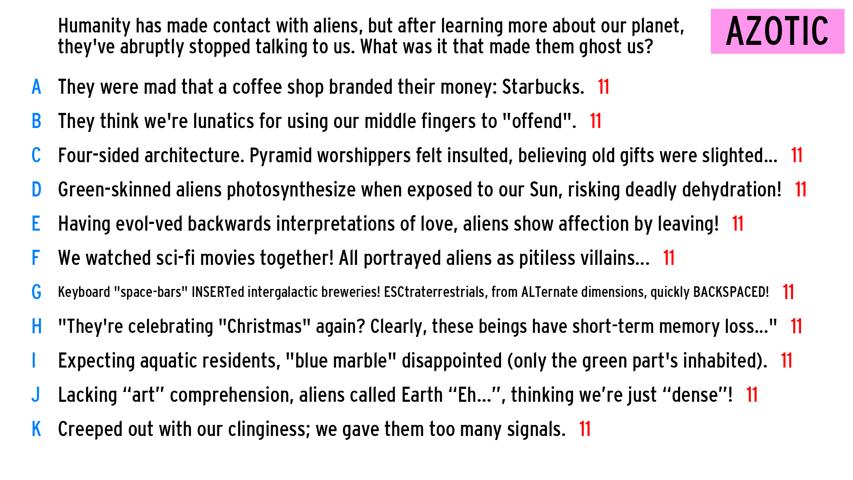 Humanity has made contact with aliens, but after learning more about our planet,
they've abruptly stopped talking to us. What was it that made them ghost us?
AZOTIC
A They were mad that a coffee shop branded their money: Starbucks. 11
B They think we're lunatics for using our middle fingers to "offend". 11
C Four-sided architecture. Pyramid worshippers felt insulted, believing old gifts were slighted... 11
D Green-skinned aliens photosynthesize when exposed to our Sun, risking deadly dehydration! 11
E Having evol-ved backwards interpretations of love, aliens show affection by leaving! 11
F We watched sci-fi movies together! All portrayed aliens as pitiless villains... 11
G Keyboard "space-bars" INSERTed intergalactic breweries! ESCtraterrestrials, from ALTernate dimensions, quickly BACKSPACED! 11
H "They're celebrating "Christmas" again? Clearly, these beings have short-term memory loss..." 11
I Expecting aquatic residents, "blue marble" disappointed (only the green part's inhabited). 11
J Lacking “art” comprehension, aliens called Earth “Eh...”, thinking we’re just “dense”! 11
K Creeped out with our clinginess; we gave them too many signals. 11